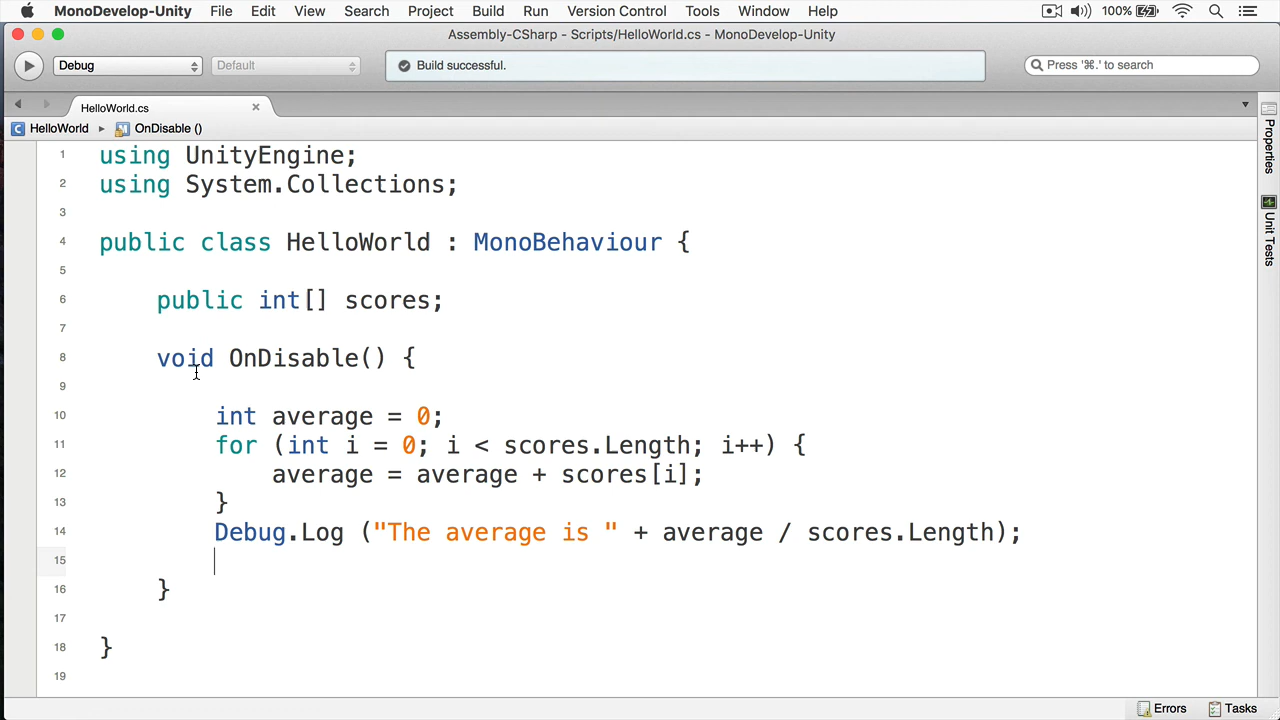 MonoDevelop-Unity File Edit View Search Project Build Run Version Control Tools Window Help 100%
Assembly-CSharp - Scripts/HelloWorld.cs - MonoDevelop-Unity
Debug Default Build successful. Press '⌘.' to search
HelloWorld.cs
HelloWorld OnDisable ()
1 using UnityEngine;
2 using System.Collections;
3
4 public class HelloWorld : MonoBehaviour {
5
6 public int[] scores;
7
8 void OnDisable() {
9
10 int average = 0;
11 for (int i = 0; i < scores.Length; i++) {
12 average = average + scores[i];
13 }
14 Debug.Log ("The average is " + average / scores.Length);
15
16 }
17
18 }
19
Properties
Unit Tests
Errors Tasks